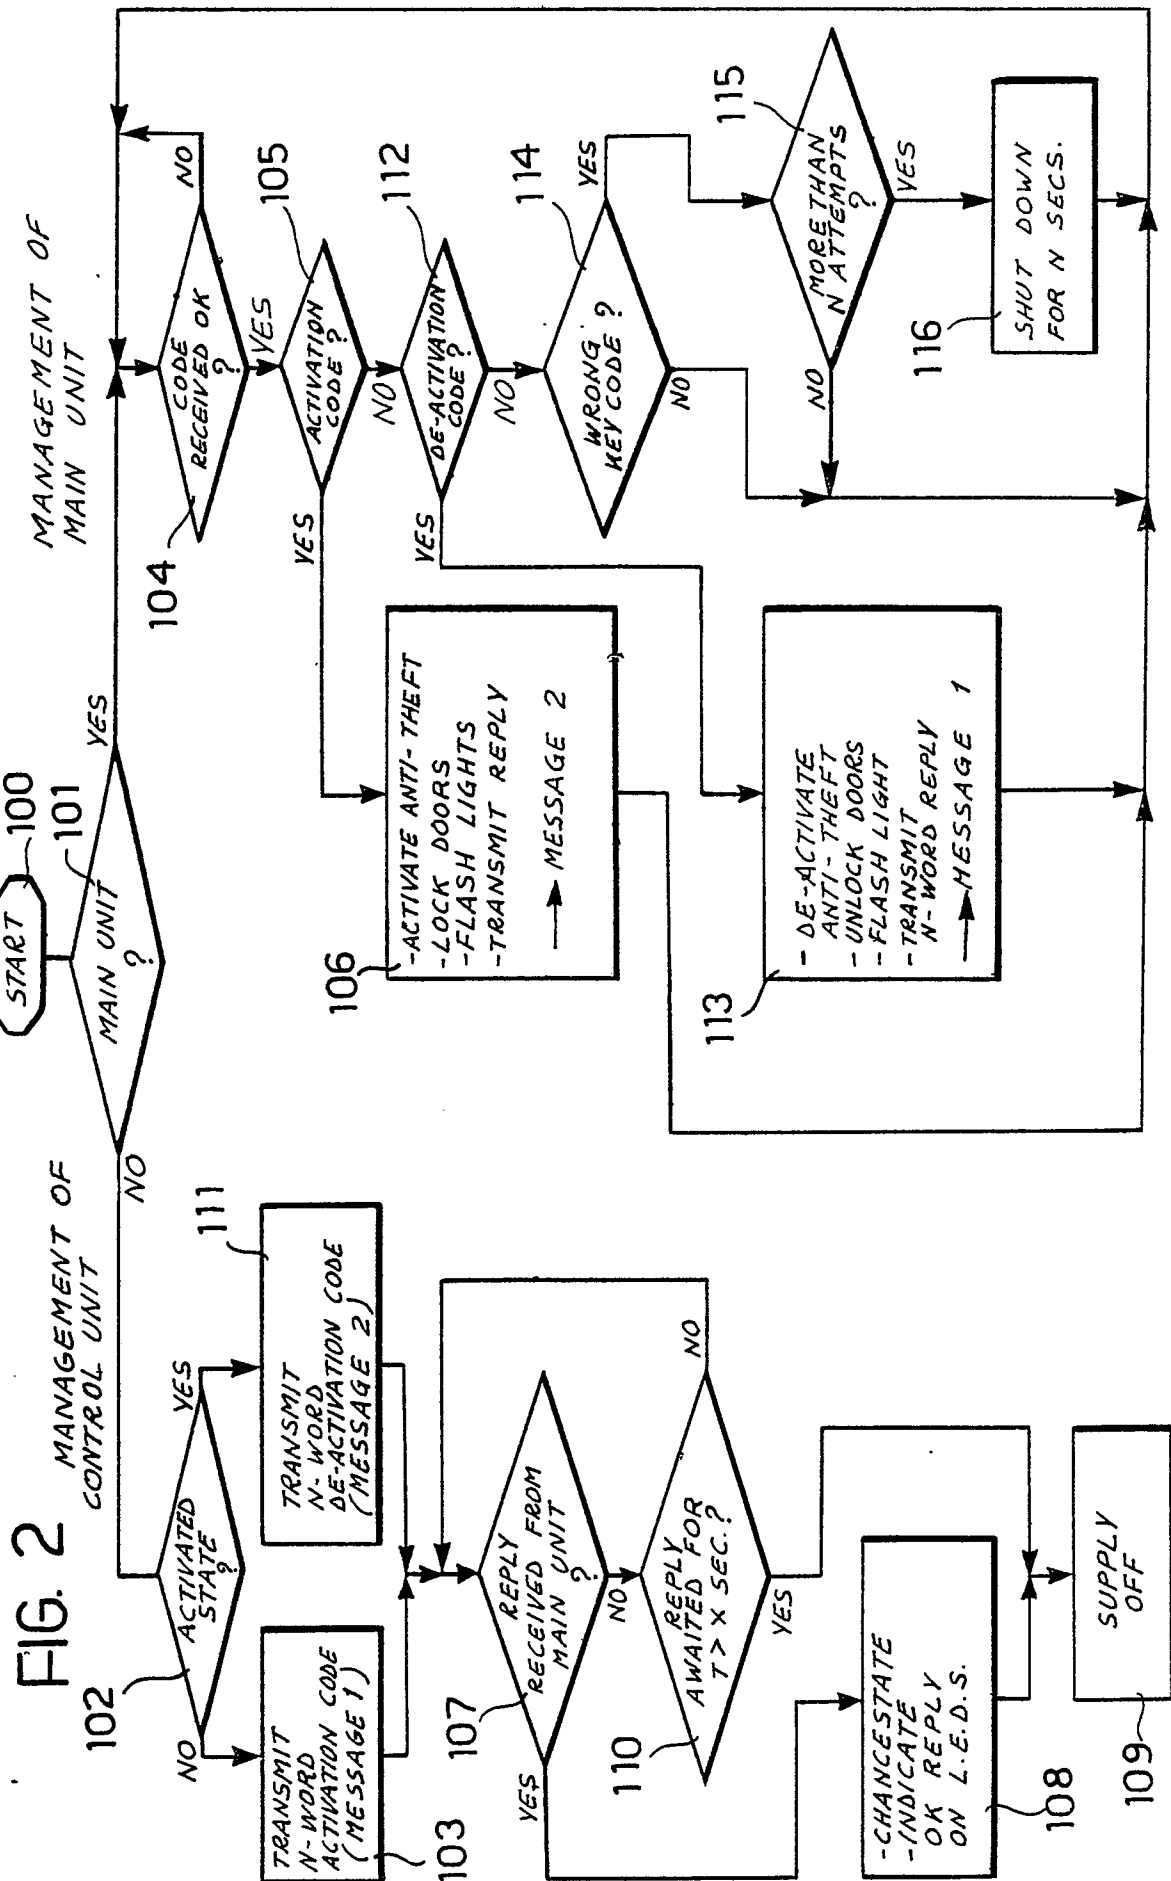 FIG. 2
START
100
101
MAIN UNIT
?
NO
YES
MANAGEMENT OF
CONTROL UNIT
102
ACTIVATED
STATE
?
NO
YES
103
TRANSMIT
N-WORD
ACTIVATION CODE
(MESSAGE 1)
111
TRANSMIT
N-WORD
DE-ACTIVATION CODE
(MESSAGE 2)
107
REPLY
RECEIVED FROM
MAIN UNIT
?
YES
NO
110
REPLY
AWAITED FOR
T > X SEC.?
NO
YES
108
-CHANCESTATE
-INDICATE
OK REPLY
ON L.E.D.S.
109
SUPPLY
OFF
MANAGEMENT OF
MAIN UNIT
104
CODE
RECEIVED OK
?
NO
YES
105
ACTIVATION
CODE?
YES
NO
112
DE-ACTIVATION
CODE?
YES
NO
114
WRONG
KEY CODE?
YES
NO
115
MORE THAN
N ATTEMPTS
?
NO
YES
116
SHUT DOWN
FOR N SECS.
106
-ACTIVATE ANTI-THEFT
-LOCK DOORS
-FLASH LIGHTS
-TRANSMIT REPLY
→ MESSAGE 2
113
- DE-ACTIVATE
ANTI-THEFT
- UNLOCK DOORS
- FLASH LIGHT
-TRANSMIT
N-WORD REPLY
→ MESSAGE 1